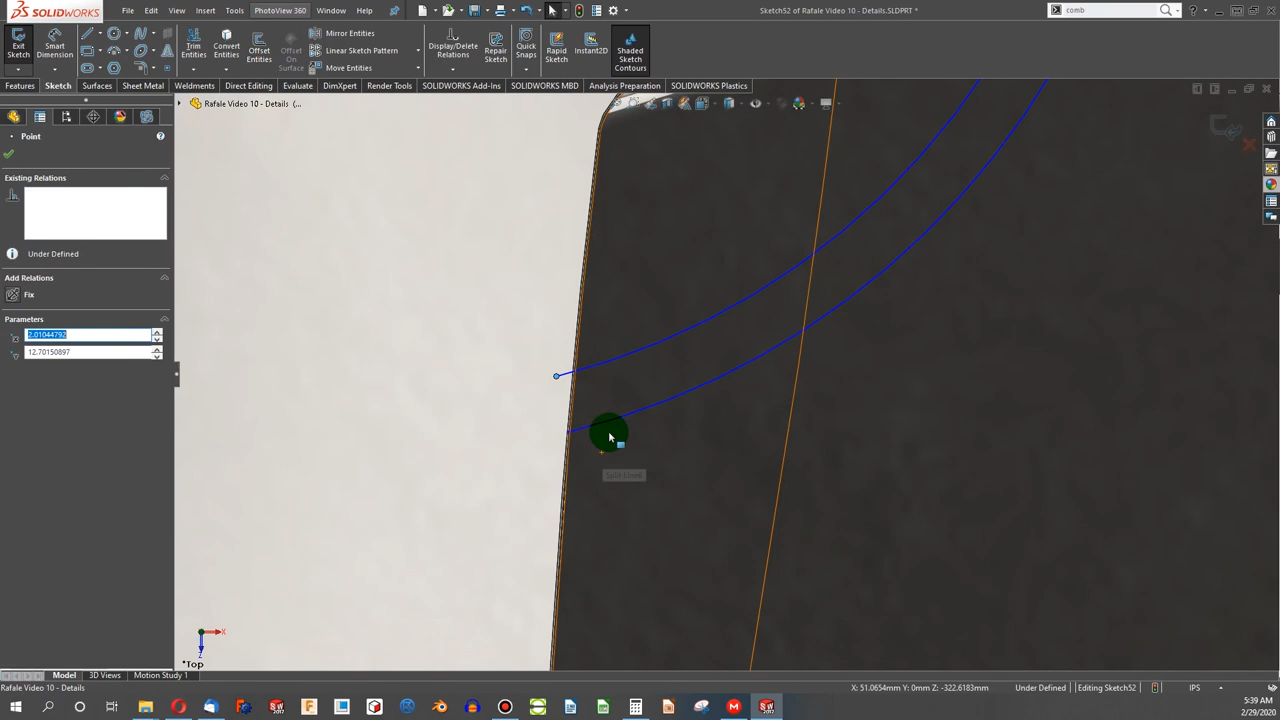 SOLIDWORKS
File Edit View Insert Tools PhotoView 360 Window Help
Sketch52 of Rafale Video 10 - Details.SLDPRT *
comb
Exit Sketch
Smart Dimension
Trim Entities
Convert Entities
Offset Entities
Offset On Surface
Mirror Entities
Linear Sketch Pattern
Move Entities
Display/Delete Relations
Repair Sketch
Quick Snaps
Rapid Sketch
Instant2D
Shaded Sketch Contours
Features Sketch Surfaces Sheet Metal Weldments Direct Editing Evaluate DimXpert Render Tools SOLIDWORKS Add-Ins SOLIDWORKS MBD Analysis Preparation SOLIDWORKS Plastics
Rafale Video 10 - Details (...
Point
Existing Relations
Under Defined
Add Relations
Fix
Parameters
2.01044792
12.70150897
Split Line8
X
Z
*Top
Model 3D Views Motion Study 1
Rafale Video 10 - Details
X: 51.0654mm Y: 0mm Z: -322.6183mm
Under Defined
Editing Sketch52
IPS
5:39 AM
2/29/2020